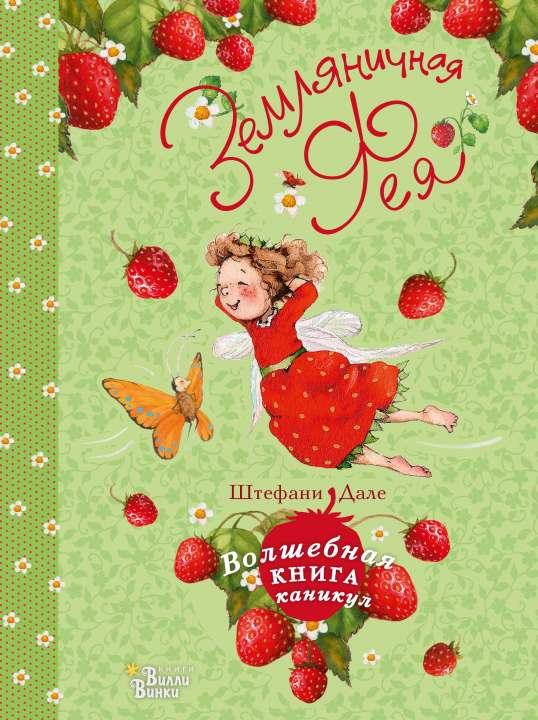 Земляничная
Фея
Штефани Дале
Волшебная
КНИГА
каникул
КНИГИ
Вилли
Винки